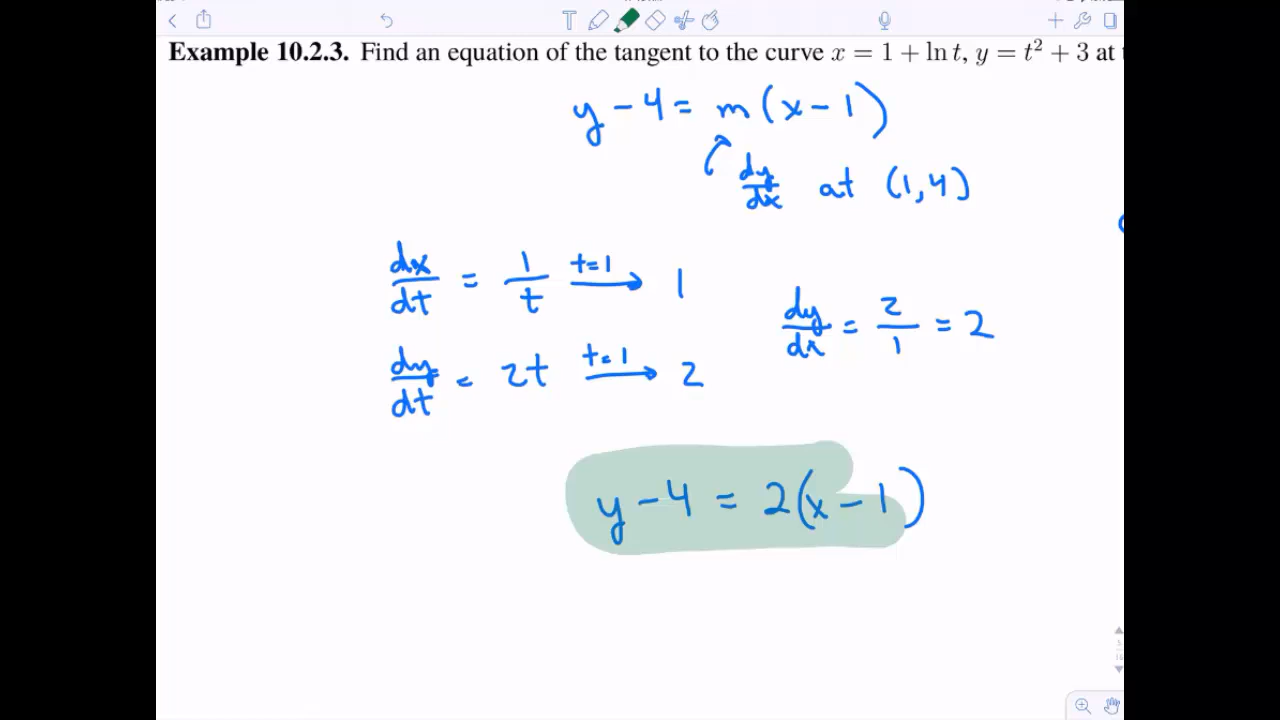 Example 10.2.3. Find an equation of the tangent to the curve x = 1 + ln t, y = t² + 3 at
y − 4 = m(x − 1)
dy/dx at (1, 4)
dx/dt = 1/t t=1 → 1
dy/dx = 2/1 = 2
dy/dt = 2t t=1 → 2
y − 4 = 2(x − 1)